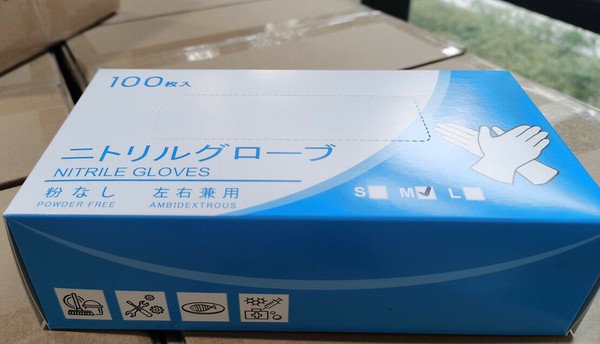 100枚入
ニトリルグローブ
NITRILE GLOVES
粉なし 左右兼用
POWDER FREE AMBIDEXTROUS
S M L